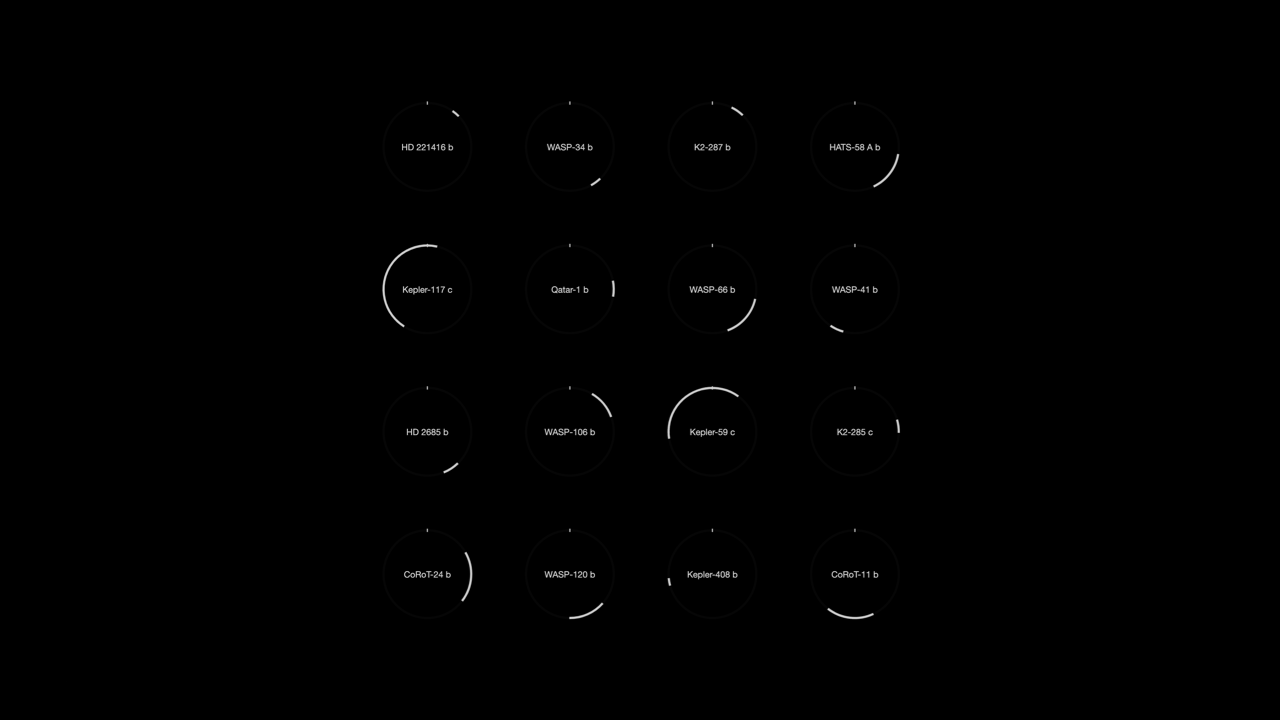 HD 221416 b
WASP-34 b
K2-287 b
HATS-58 A b
Kepler-117 c
Qatar-1 b
WASP-66 b
WASP-41 b
HD 2685 b
WASP-106 b
Kepler-59 c
K2-285 c
CoRoT-24 b
WASP-120 b
Kepler-408 b
CoRoT-11 b